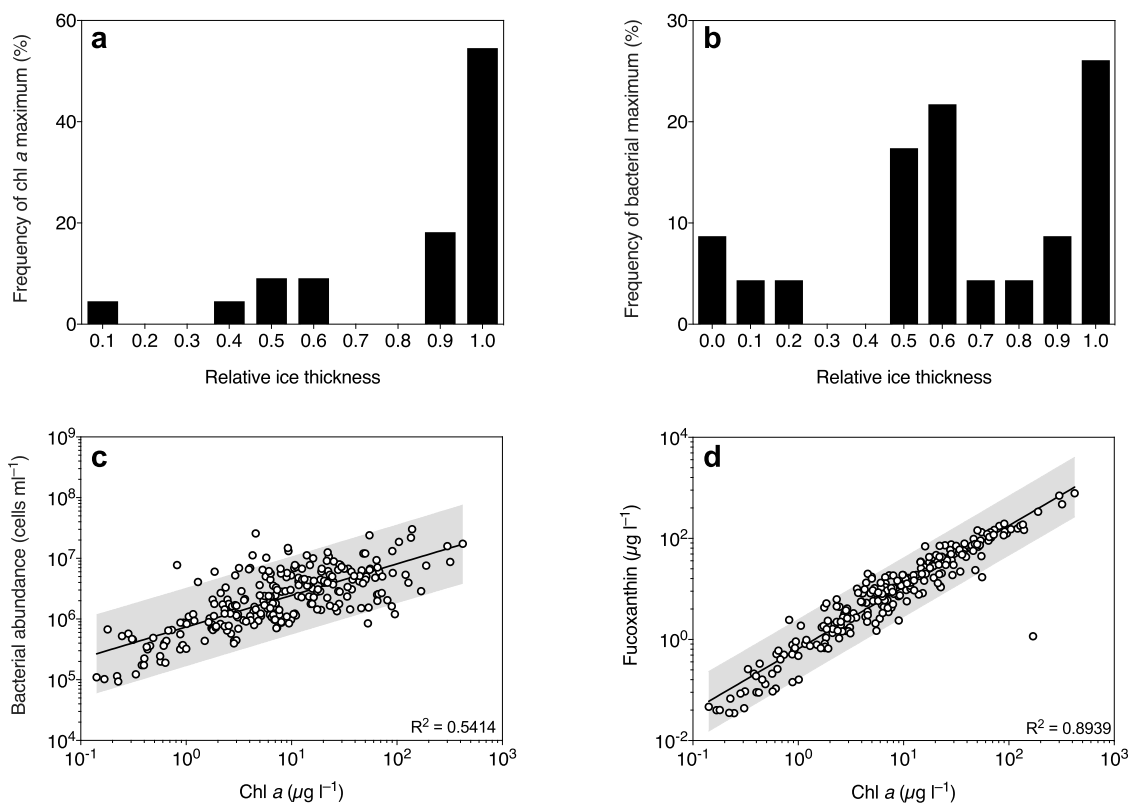 a
Frequency of chl a maximum (%)
60
40
20
0
0.1 0.2 0.3 0.4 0.5 0.6 0.7 0.8 0.9 1.0
Relative ice thickness
b
Frequency of bacterial maximum (%)
30
20
10
0
0.0 0.1 0.2 0.3 0.4 0.5 0.6 0.7 0.8 0.9 1.0
Relative ice thickness
c
Bacterial abundance (cells ml⁻¹)
10⁹
10⁸
10⁷
10⁶
10⁵
10⁴
R² = 0.5414
10⁻¹ 10⁰ 10¹ 10² 10³
Chl a (µg l⁻¹)
d
Fucoxanthin (µg l⁻¹)
10⁴
10²
10⁰
10⁻²
R² = 0.8939
10⁻¹ 10⁰ 10¹ 10² 10³
Chl a (µg l⁻¹)